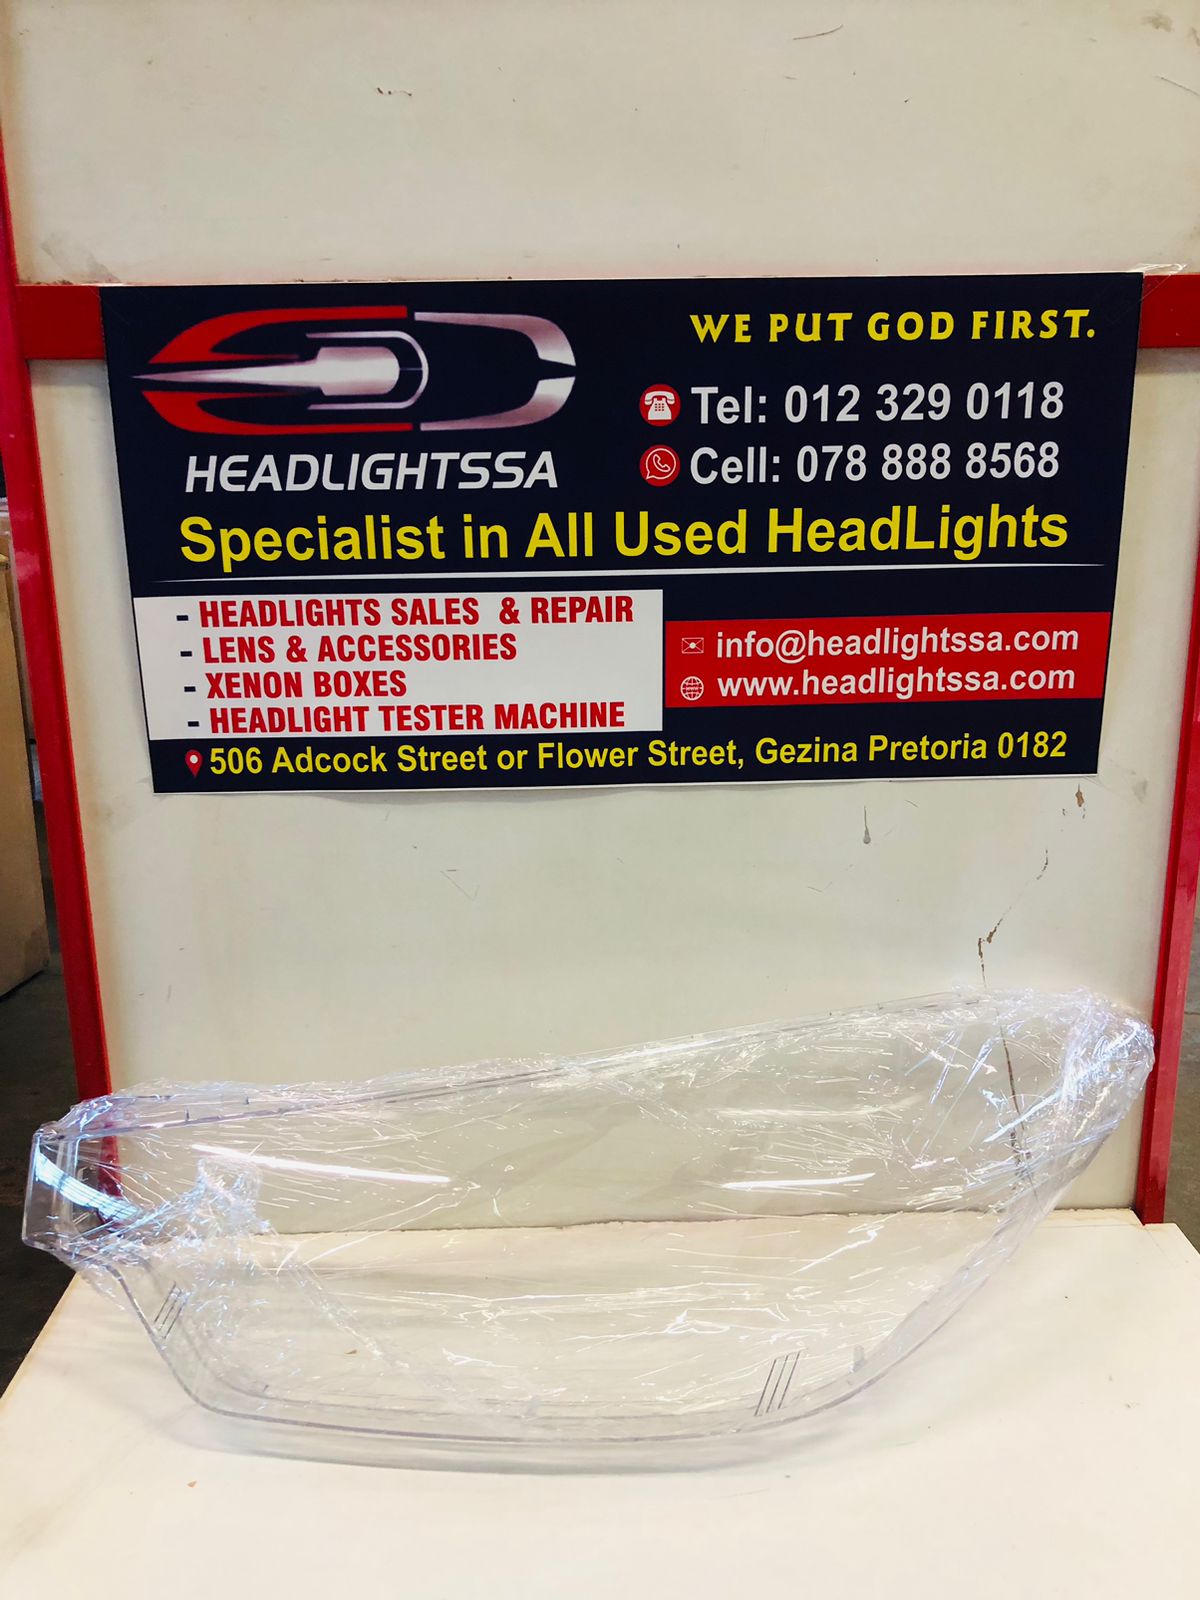 WE PUT GOD FIRST.
Tel: 012 329 0118
Cell: 078 888 8568
HEADLIGHTSSA
Specialist in All Used HeadLights
- HEADLIGHTS SALES & REPAIR
- LENS & ACCESSORIES
- XENON BOXES
- HEADLIGHT TESTER MACHINE
info@headlightssa.com
www.headlightssa.com
506 Adcock Street or Flower Street, Gezina Pretoria 0182